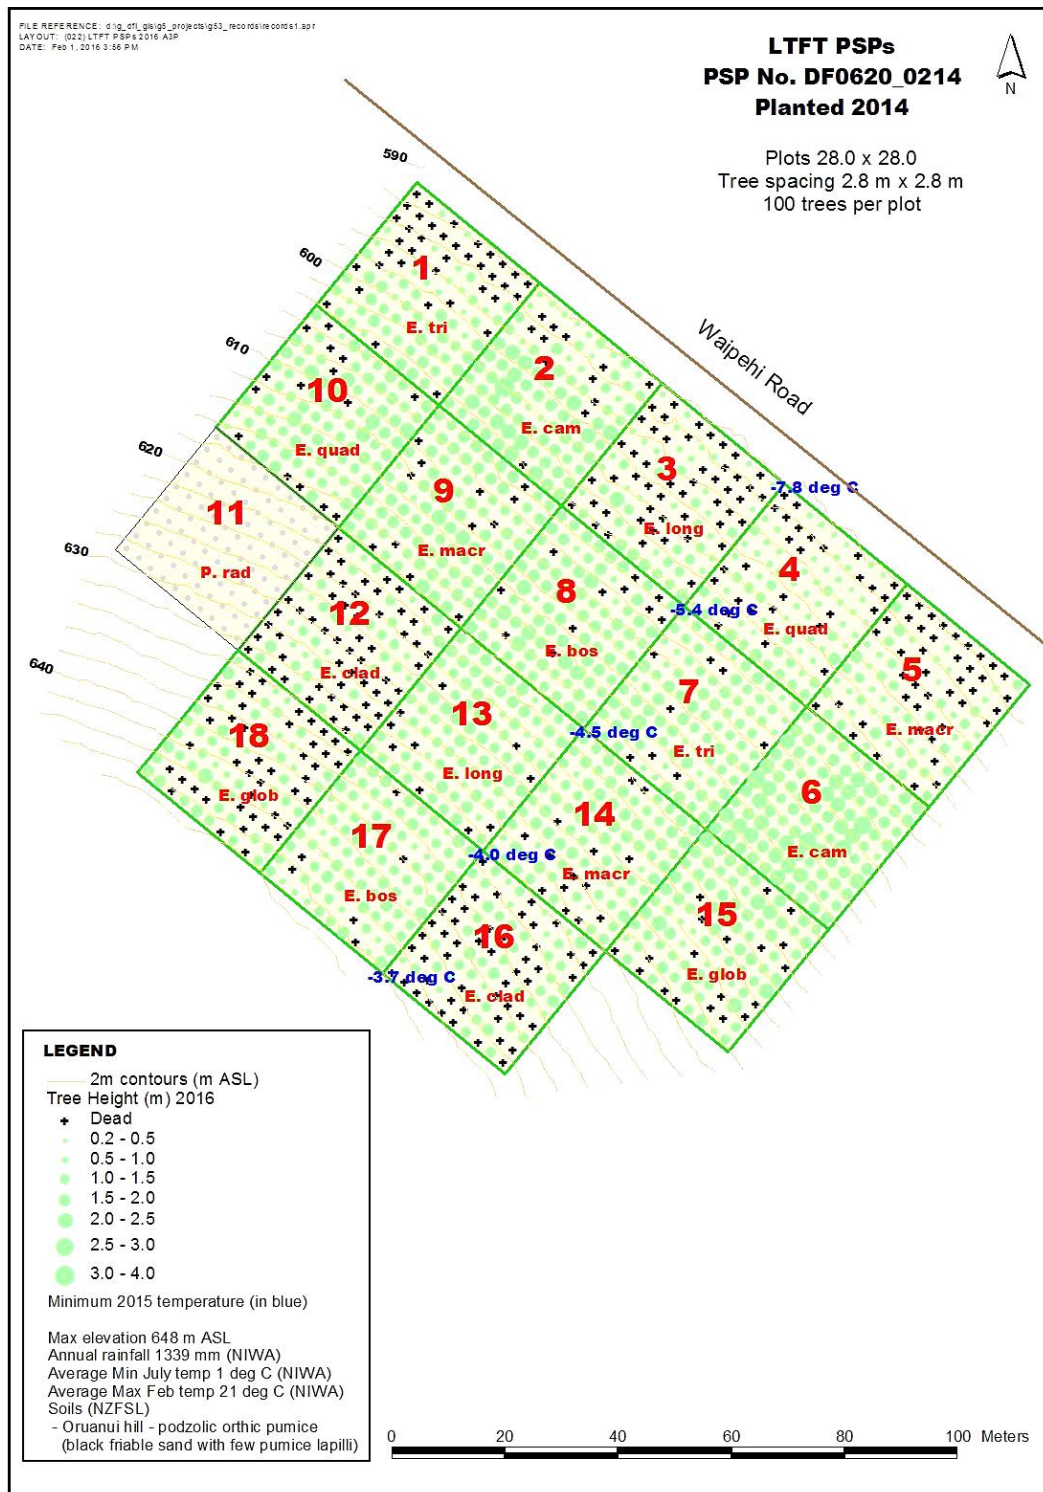 FILE REFERENCE: d:\g_dfl_gis\g5_projects\g53_records\records1.apr
LAYOUT: (022) LTFT PSPs 2016 A3P
DATE: Feb 1, 2016 3:56 PM
LTFT PSPs
PSP No. DF0620_0214
Planted 2014
N
Plots 28.0 x 28.0
Tree spacing 2.8 m x 2.8 m
100 trees per plot
590
600
610
620
630
640
Waipehi Road
1
E. tri
2
E. cam
3
E. long
-7.8 deg C
4
E. quad
5
E. macr
10
E. quad
9
E. macr
8
E. bos
-5.4 deg C
7
E. tri
6
E. cam
11
P. rad
12
E. clad
13
E. long
-4.5 deg C
14
E. macr
15
E. glob
18
E. glob
17
E. bos
-4.0 deg C
16
E. clad
-3.7 deg C
LEGEND
2m contours (m ASL)
Tree Height (m) 2016
Dead
0.2 - 0.5
0.5 - 1.0
1.0 - 1.5
1.5 - 2.0
2.0 - 2.5
2.5 - 3.0
3.0 - 4.0
Minimum 2015 temperature (in blue)
Max elevation 648 m ASL
Annual rainfall 1339 mm (NIWA)
Average Min July temp 1 deg C (NIWA)
Average Max Feb temp 21 deg C (NIWA)
Soils (NZFSL)
- Oruanui hill - podzolic orthic pumice
(black friable sand with few pumice lapilli)
0 20 40 60 80 100 Meters